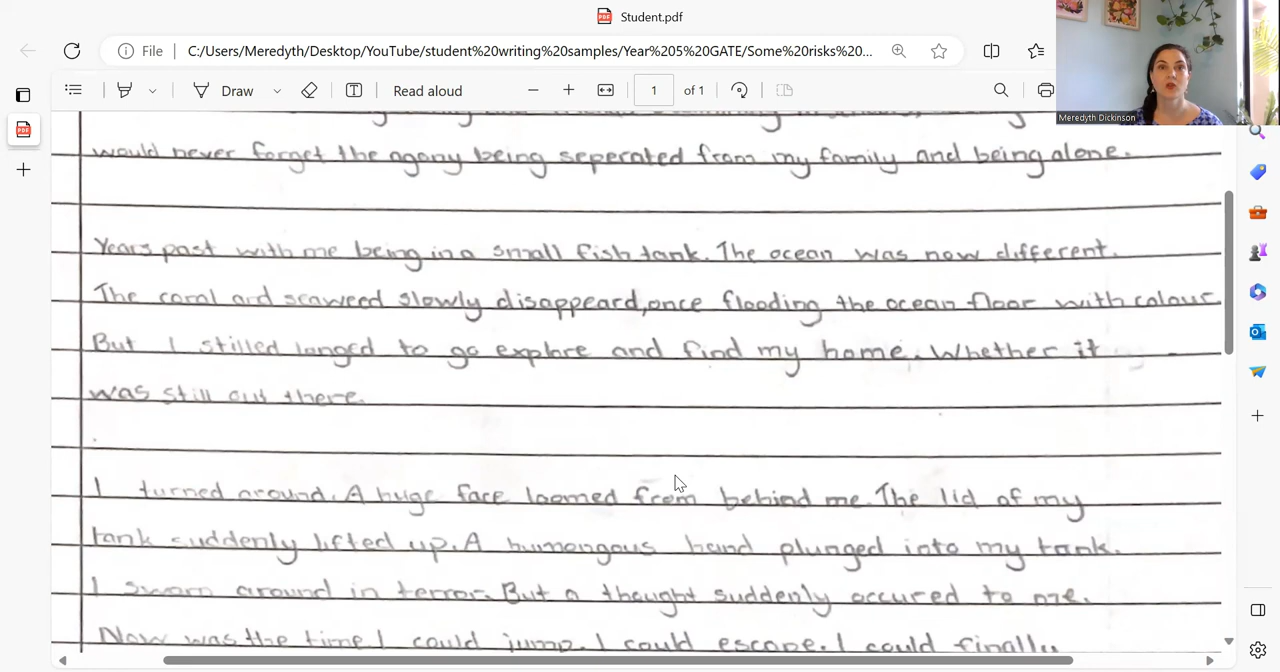 Student.pdf
File
C:/Users/Meredyth/Desktop/YouTube/student%20writing%20samples/Year%205%20GATE/Some%20risks%20...
Draw
Read aloud
1
of 1
Meredyth Dickinson
would never forget the agony being seperated from my family and being alone.
Years past with me being in a small fish tank. The ocean was now different.
The coral and seaweed slowly disappeard, once flooding the ocean floor with colour
But I stilled longed to go explore and find my home. Whether it
was still out there.
I turned around. A huge face loomed from behind me. The lid of my
tank suddenly lifted up. A humongous hand plunged into my tank.
I swam around in terror. But a thought suddenly occured to me.
Now was the time I could jump. I could escape. I could finally